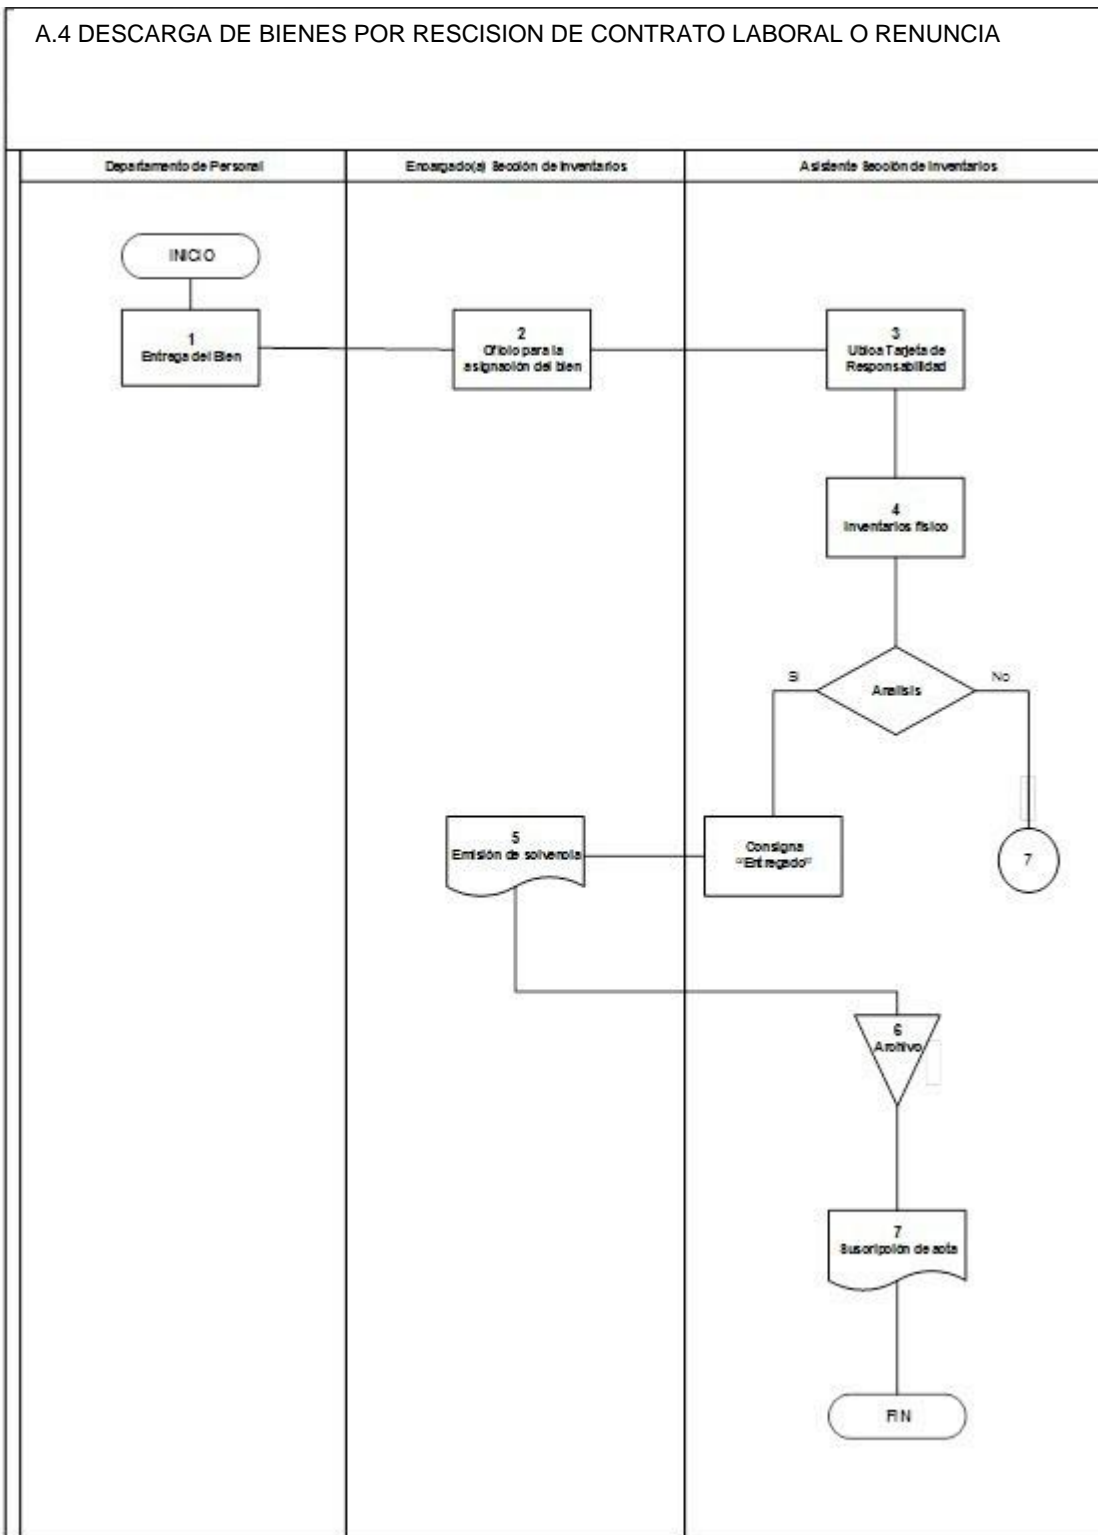 A.4 DESCARGA DE BIENES POR RESCISION DE CONTRATO LABORAL O RENUNCIA
Departamento de Personal
Encargado(a) Sección de Inventarios
Asistente Sección de Inventarios
INICIO
1
Entrega del Bien
2
Oficio para la
asignación del bien
3
Ubica Tarjeta de
Responsabilidad
4
Inventarios físico
Si
Analisis
No
5
Emisión de solvencia
Consigna
"Entregado"
7
6
Archivo
7
Suscripción de acta
FIN